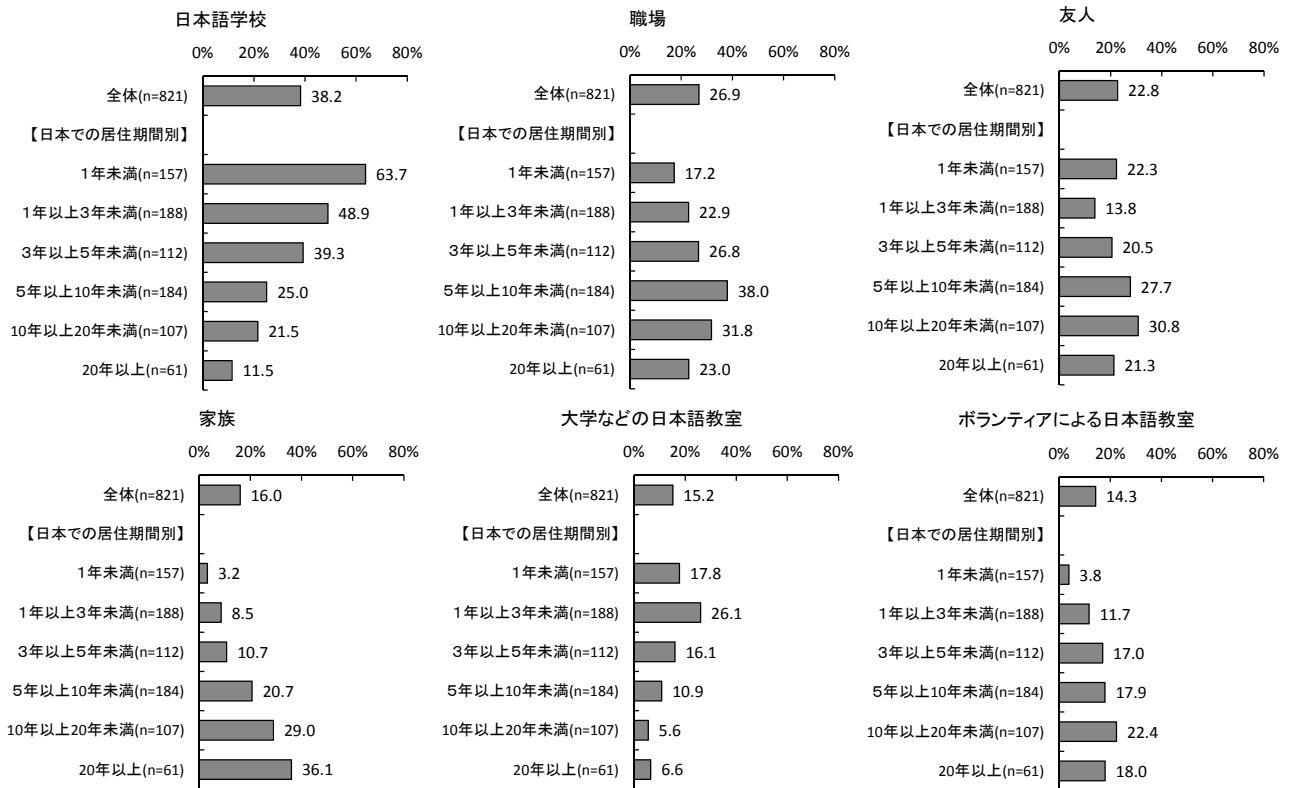 日本語学校
0% 20% 40% 60% 80%
全体(n=821) 38.2
【日本での居住期間別】
1年未満(n=157) 63.7
1年以上3年未満(n=188) 48.9
3年以上5年未満(n=112) 39.3
5年以上10年未満(n=184) 25.0
10年以上20年未満(n=107) 21.5
20年以上(n=61) 11.5
職場
0% 20% 40% 60% 80%
全体(n=821) 26.9
【日本での居住期間別】
1年未満(n=157) 17.2
1年以上3年未満(n=188) 22.9
3年以上5年未満(n=112) 26.8
5年以上10年未満(n=184) 38.0
10年以上20年未満(n=107) 31.8
20年以上(n=61) 23.0
友人
0% 20% 40% 60% 80%
全体(n=821) 22.8
【日本での居住期間別】
1年未満(n=157) 22.3
1年以上3年未満(n=188) 13.8
3年以上5年未満(n=112) 20.5
5年以上10年未満(n=184) 27.7
10年以上20年未満(n=107) 30.8
20年以上(n=61) 21.3
家族
0% 20% 40% 60% 80%
全体(n=821) 16.0
【日本での居住期間別】
1年未満(n=157) 3.2
1年以上3年未満(n=188) 8.5
3年以上5年未満(n=112) 10.7
5年以上10年未満(n=184) 20.7
10年以上20年未満(n=107) 29.0
20年以上(n=61) 36.1
大学などの日本語教室
0% 20% 40% 60% 80%
全体(n=821) 15.2
【日本での居住期間別】
1年未満(n=157) 17.8
1年以上3年未満(n=188) 26.1
3年以上5年未満(n=112) 16.1
5年以上10年未満(n=184) 10.9
10年以上20年未満(n=107) 5.6
20年以上(n=61) 6.6
ボランティアによる日本語教室
0% 20% 40% 60% 80%
全体(n=821) 14.3
【日本での居住期間別】
1年未満(n=157) 3.8
1年以上3年未満(n=188) 11.7
3年以上5年未満(n=112) 17.0
5年以上10年未満(n=184) 17.9
10年以上20年未満(n=107) 22.4
20年以上(n=61) 18.0